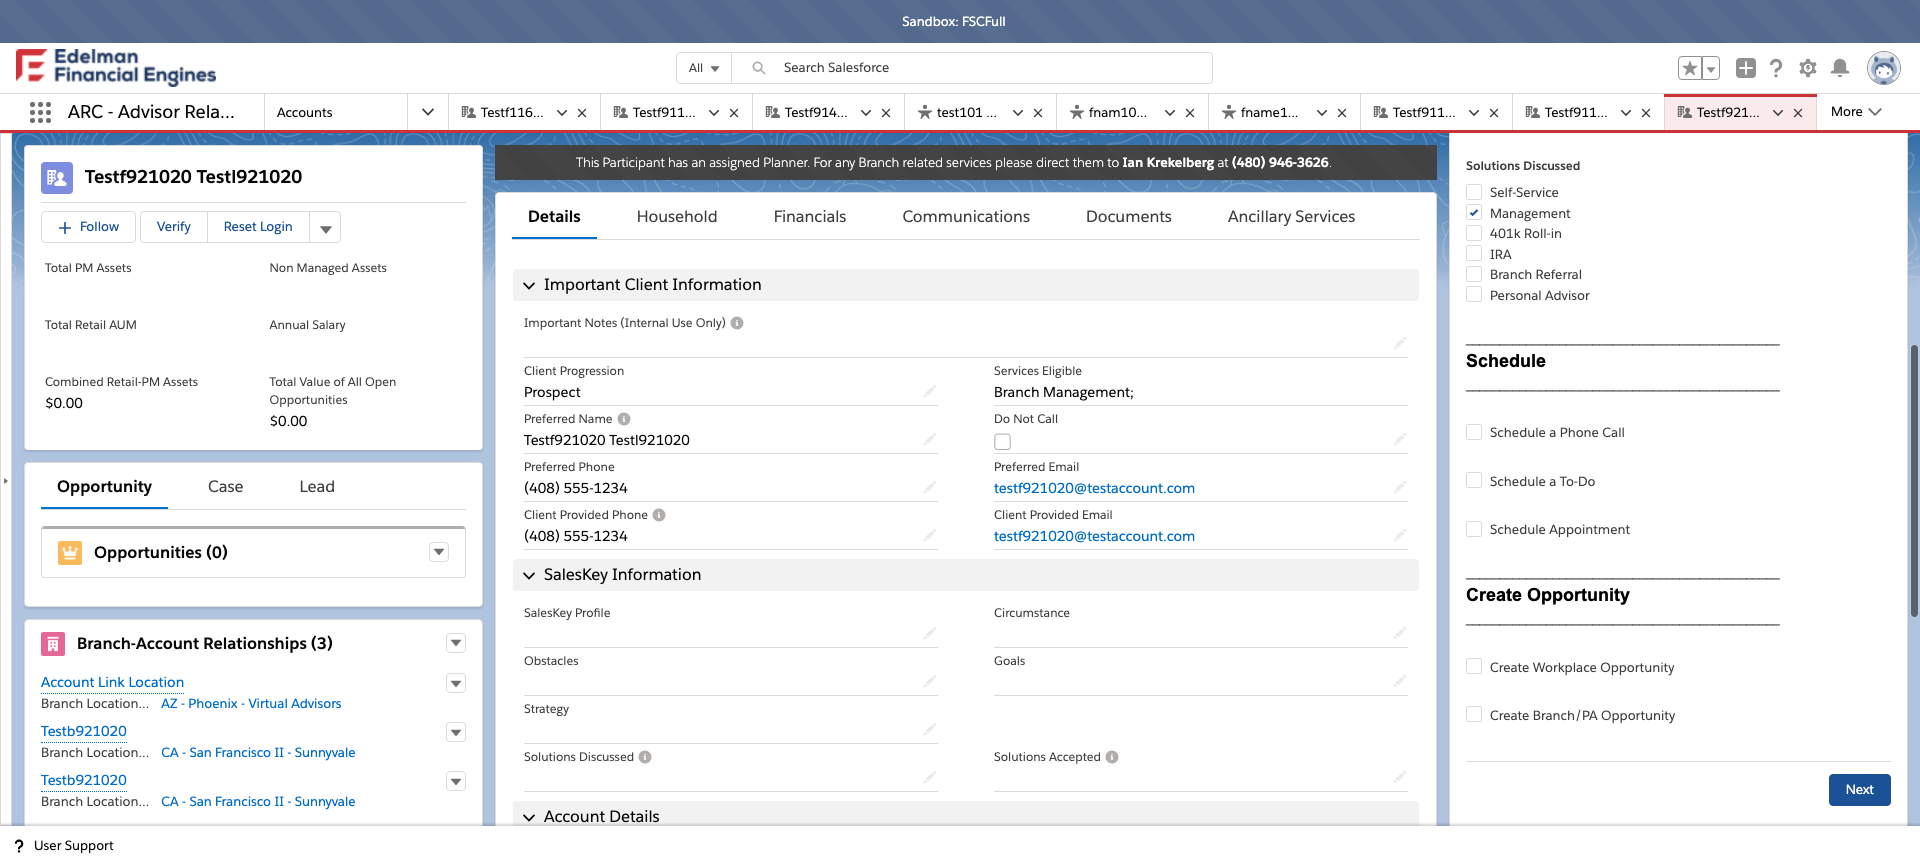 Sandbox: FSCFull
Edelman
Financial Engines
All
Search Salesforce
ARC - Advisor Rela...
Accounts
Testf116...
Testf911...
Testf914...
test101 ...
fnam10...
fname1...
Testf911...
Testf911...
Testf921...
More
Testf921020 Testl921020
Follow
Verify
Reset Login
Total PM Assets
Non Managed Assets
Total Retail AUM
Annual Salary
Combined Retail-PM Assets
$0.00
Total Value of All Open
Opportunities
$0.00
Opportunity
Case
Lead
Opportunities (0)
Branch-Account Relationships (3)
Account Link Location
Branch Location... AZ - Phoenix - Virtual Advisors
Testb921020
Branch Location... CA - San Francisco II - Sunnyvale
Testb921020
Branch Location... CA - San Francisco II - Sunnyvale
This Participant has an assigned Planner. For any Branch related services please direct them to Ian Krekelberg at (480) 946-3626.
Details
Household
Financials
Communications
Documents
Ancillary Services
Important Client Information
Important Notes (Internal Use Only)
Client Progression
Prospect
Services Eligible
Branch Management;
Preferred Name
Testf921020 Testl921020
Do Not Call
Preferred Phone
(408) 555-1234
Preferred Email
testf921020@testaccount.com
Client Provided Phone
(408) 555-1234
Client Provided Email
testf921020@testaccount.com
SalesKey Information
SalesKey Profile
Circumstance
Obstacles
Goals
Strategy
Solutions Discussed
Solutions Accepted
Account Details
Solutions Discussed
Self-Service
Management
401k Roll-in
IRA
Branch Referral
Personal Advisor
Schedule
Schedule a Phone Call
Schedule a To-Do
Schedule Appointment
Create Opportunity
Create Workplace Opportunity
Create Branch/PA Opportunity
Next
User Support